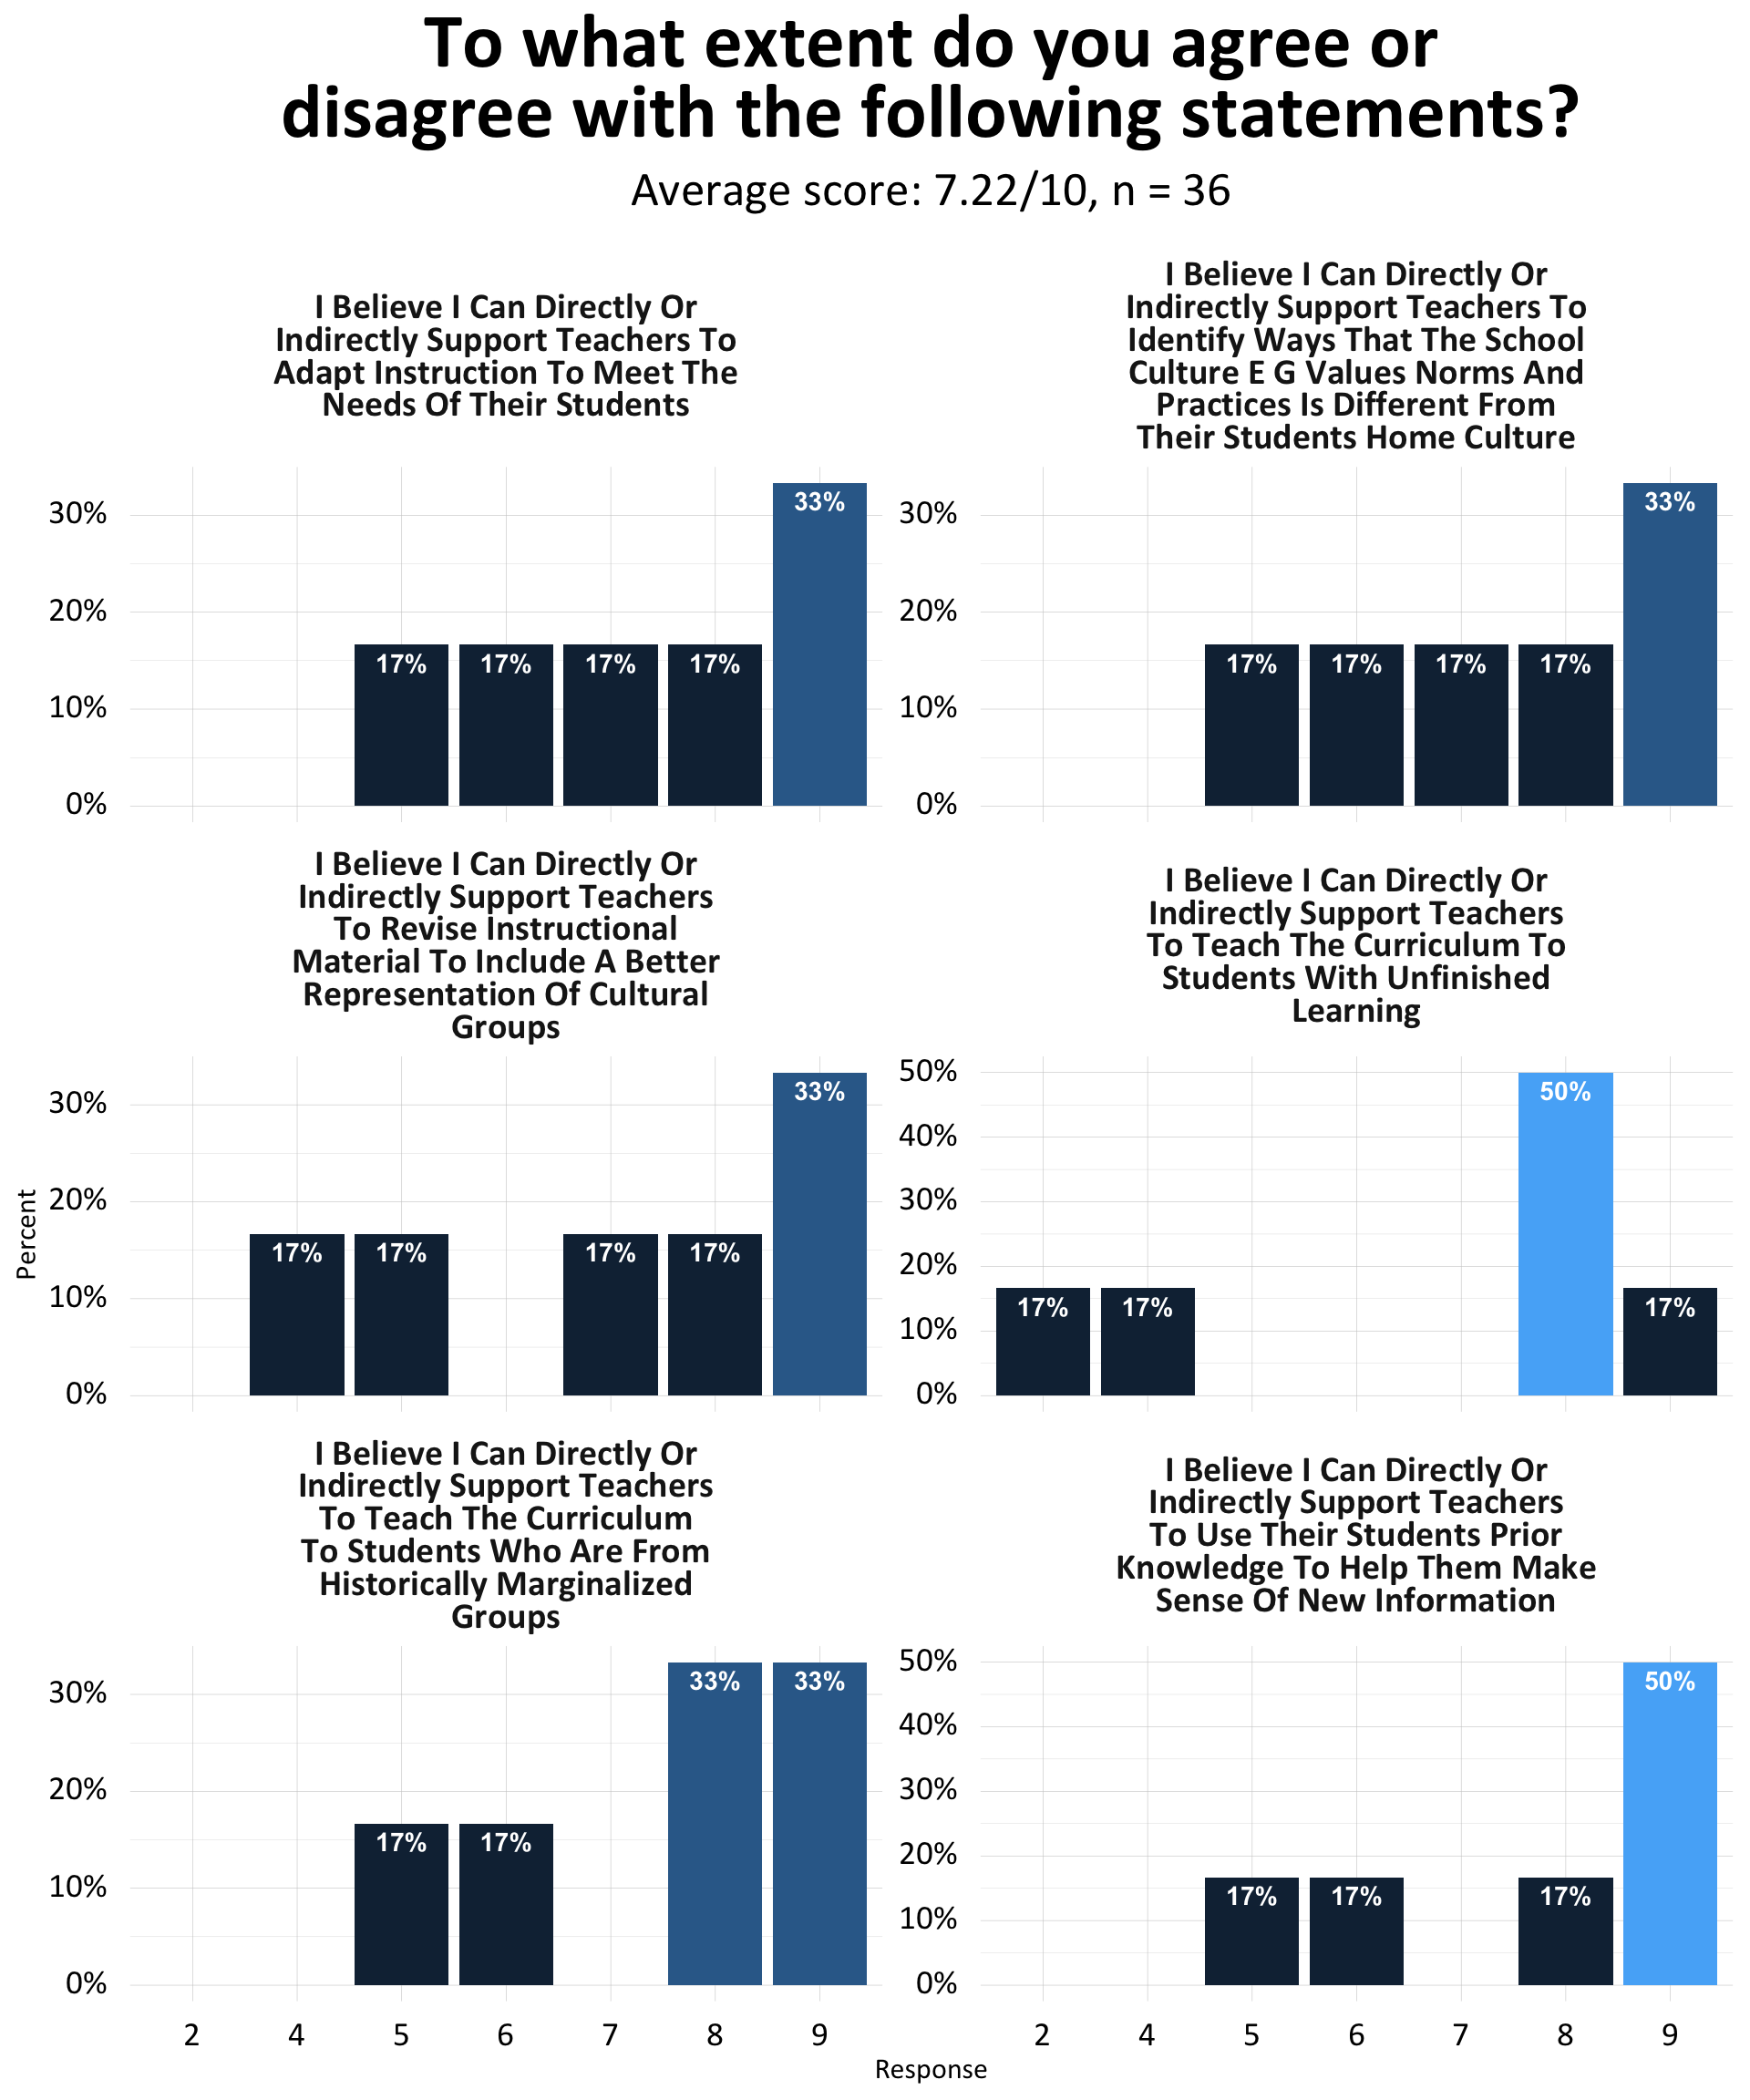 To what extent do you agree or
disagree with the following statements?
Average score: 7.22/10, n = 36
I Believe I Can Directly Or
Indirectly Support Teachers To
Adapt Instruction To Meet The
Needs Of Their Students
30%
20%
10%
0%
17%
17%
17%
17%
33%
I Believe I Can Directly Or
Indirectly Support Teachers To
Identify Ways That The School
Culture E G Values Norms And
Practices Is Different From
Their Students Home Culture
30%
20%
10%
0%
17%
17%
17%
17%
33%
I Believe I Can Directly Or
Indirectly Support Teachers
To Revise Instructional
Material To Include A Better
Representation Of Cultural
Groups
Percent
30%
20%
10%
0%
17%
17%
17%
17%
33%
I Believe I Can Directly Or
Indirectly Support Teachers
To Teach The Curriculum To
Students With Unfinished
Learning
50%
40%
30%
20%
10%
0%
17%
17%
50%
17%
I Believe I Can Directly Or
Indirectly Support Teachers
To Teach The Curriculum
To Students Who Are From
Historically Marginalized
Groups
30%
20%
10%
0%
17%
17%
33%
33%
2 4 5 6 7 8 9
I Believe I Can Directly Or
Indirectly Support Teachers
To Use Their Students Prior
Knowledge To Help Them Make
Sense Of New Information
50%
40%
30%
20%
10%
0%
17%
17%
17%
50%
2 4 5 6 7 8 9
Response